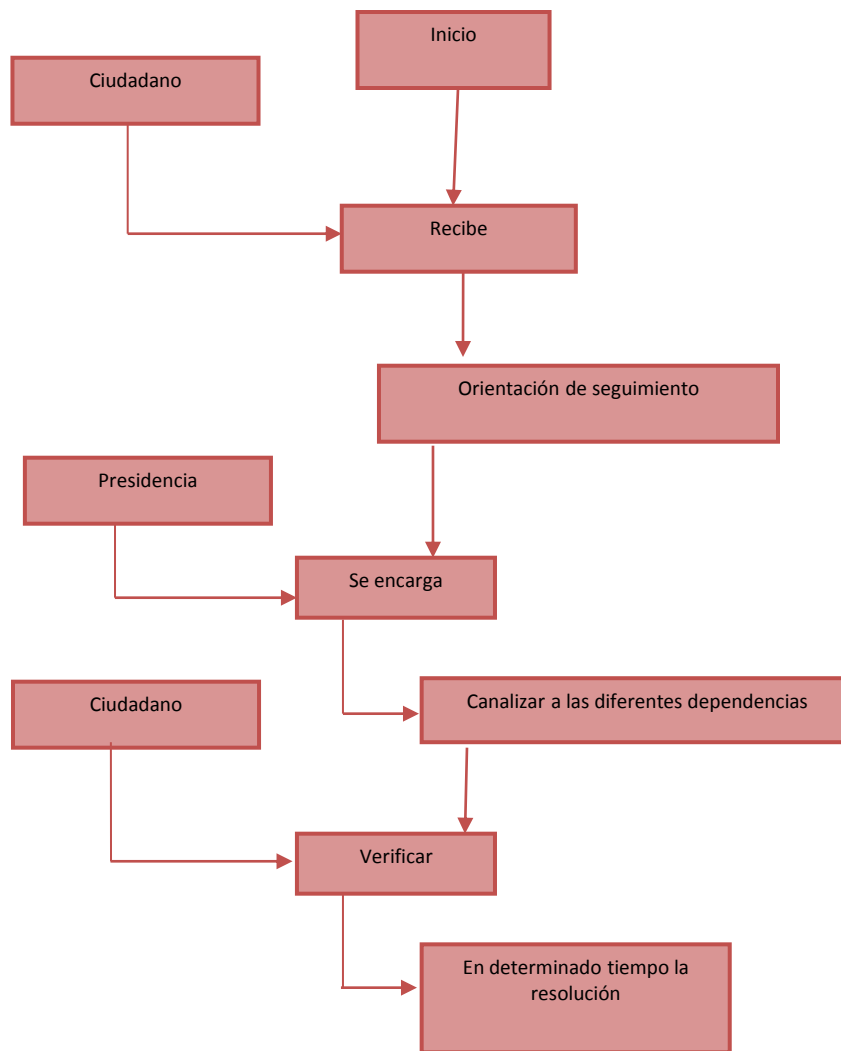 Inicio
Ciudadano
Recibe
Orientación de seguimiento
Presidencia
Se encarga
Canalizar a las diferentes dependencias
Ciudadano
Verificar
En determinado tiempo la
resolución